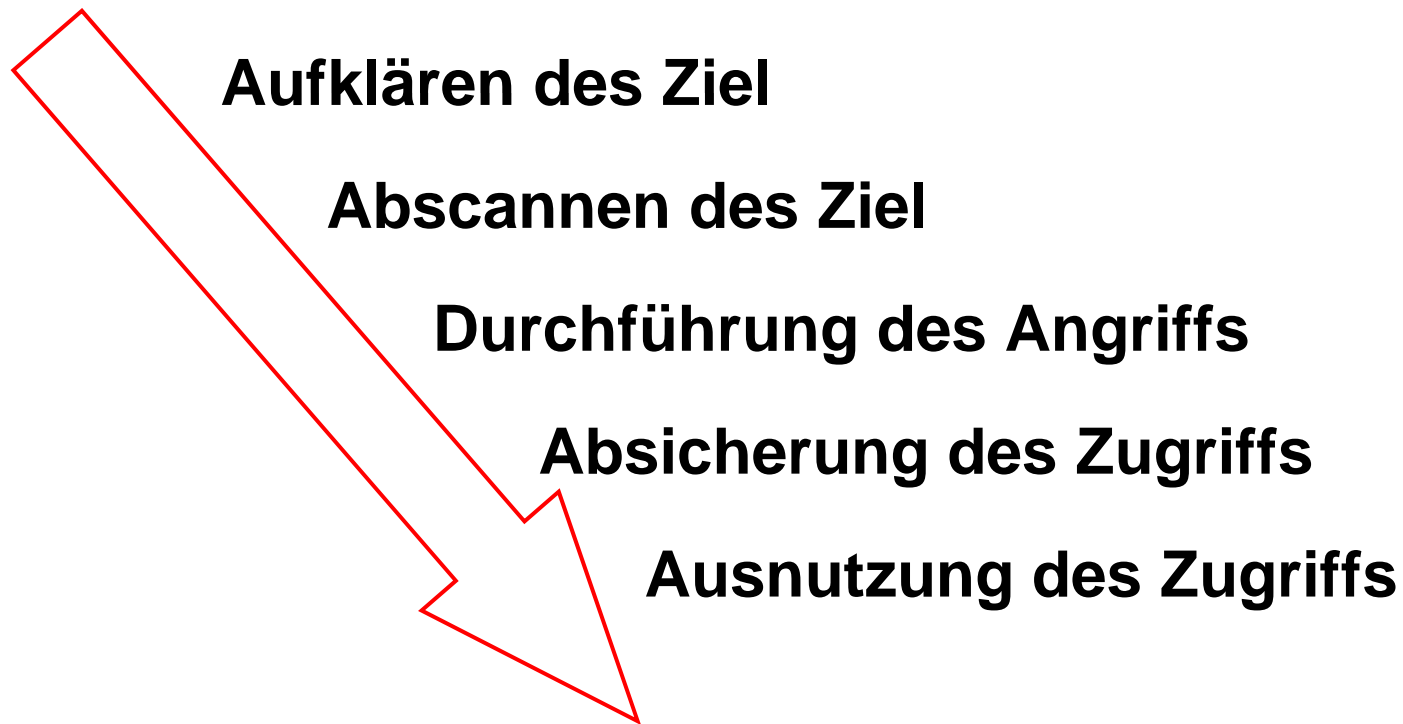 Aufklären des Ziel
Abscannen des Ziel
Durchführung des Angriffs
Absicherung des Zugriffs
Ausnutzung des Zugriffs